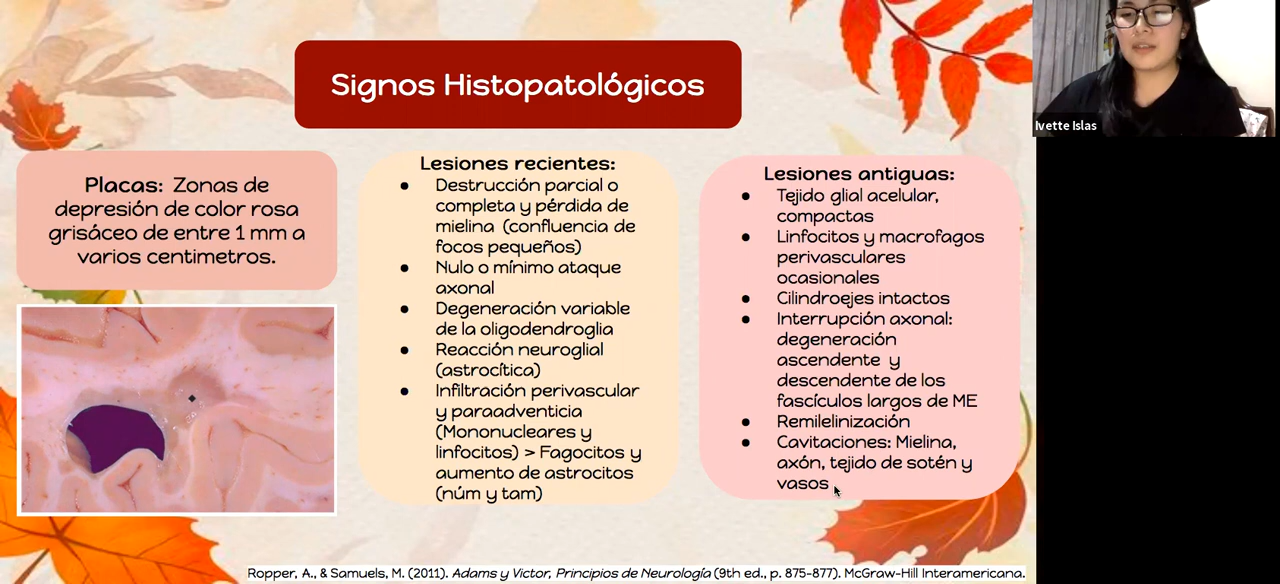 Signos Histopatológicos
Ivette Islas
Placas: Zonas de
depresión de color rosa
grisáceo de entre 1 mm a
varios centimetros.
Lesiones recientes:
● Destrucción parcial o
completa y pérdida de
mielina (confluencia de
focos pequeños)
● Nulo o mínimo ataque
axonal
● Degeneración variable
de la oligodendroglia
● Reacción neuroglial
(astrocítica)
● Infiltración perivascular
y paraadventicia
(Mononucleares y
linfocitos) > Fagocitos y
aumento de astrocitos
(núm y tam)
Lesiones antiguas:
● Tejido glial acelular,
compactas
● Linfocitos y macrofagos
perivasculares
ocasionales
● Cilindroejes intactos
● Interrupción axonal:
degeneración
ascendente y
descendente de los
fascículos largos de ME
● Remilelinización
● Cavitaciones: Mielina,
axón, tejido de sotén y
vasos
Ropper, A., & Samuels, M. (2011). Adams y Victor, Principios de Neurología (9th ed., p. 875-877). McGraw-Hill Interamericana.